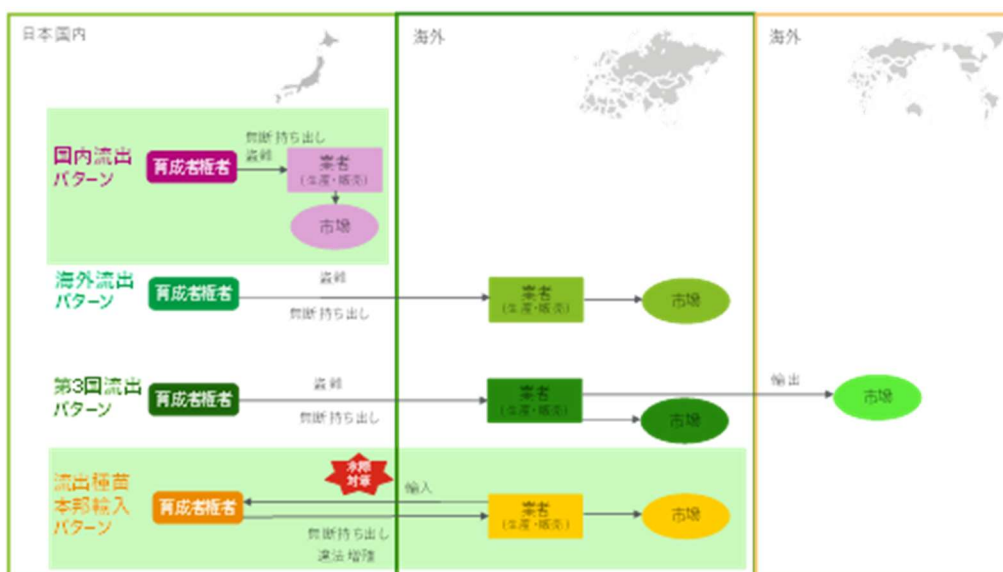 日本国内
海外
海外
国内流出
パターン
育成者権者
無断持ち出し
盗難
業者
(生産・販売)
市場
海外流出
パターン
育成者権者
盗難
無断持ち出し
業者
(生産・販売)
市場
第3国流出
パターン
育成者権者
盗難
無断持ち出し
業者
(生産・販売)
市場
輸出
市場
流出種苗
本邦輸入
パターン
育成者権者
水際
対策
輸入
無断持ち出し
違法増殖
業者
(生産・販売)
市場